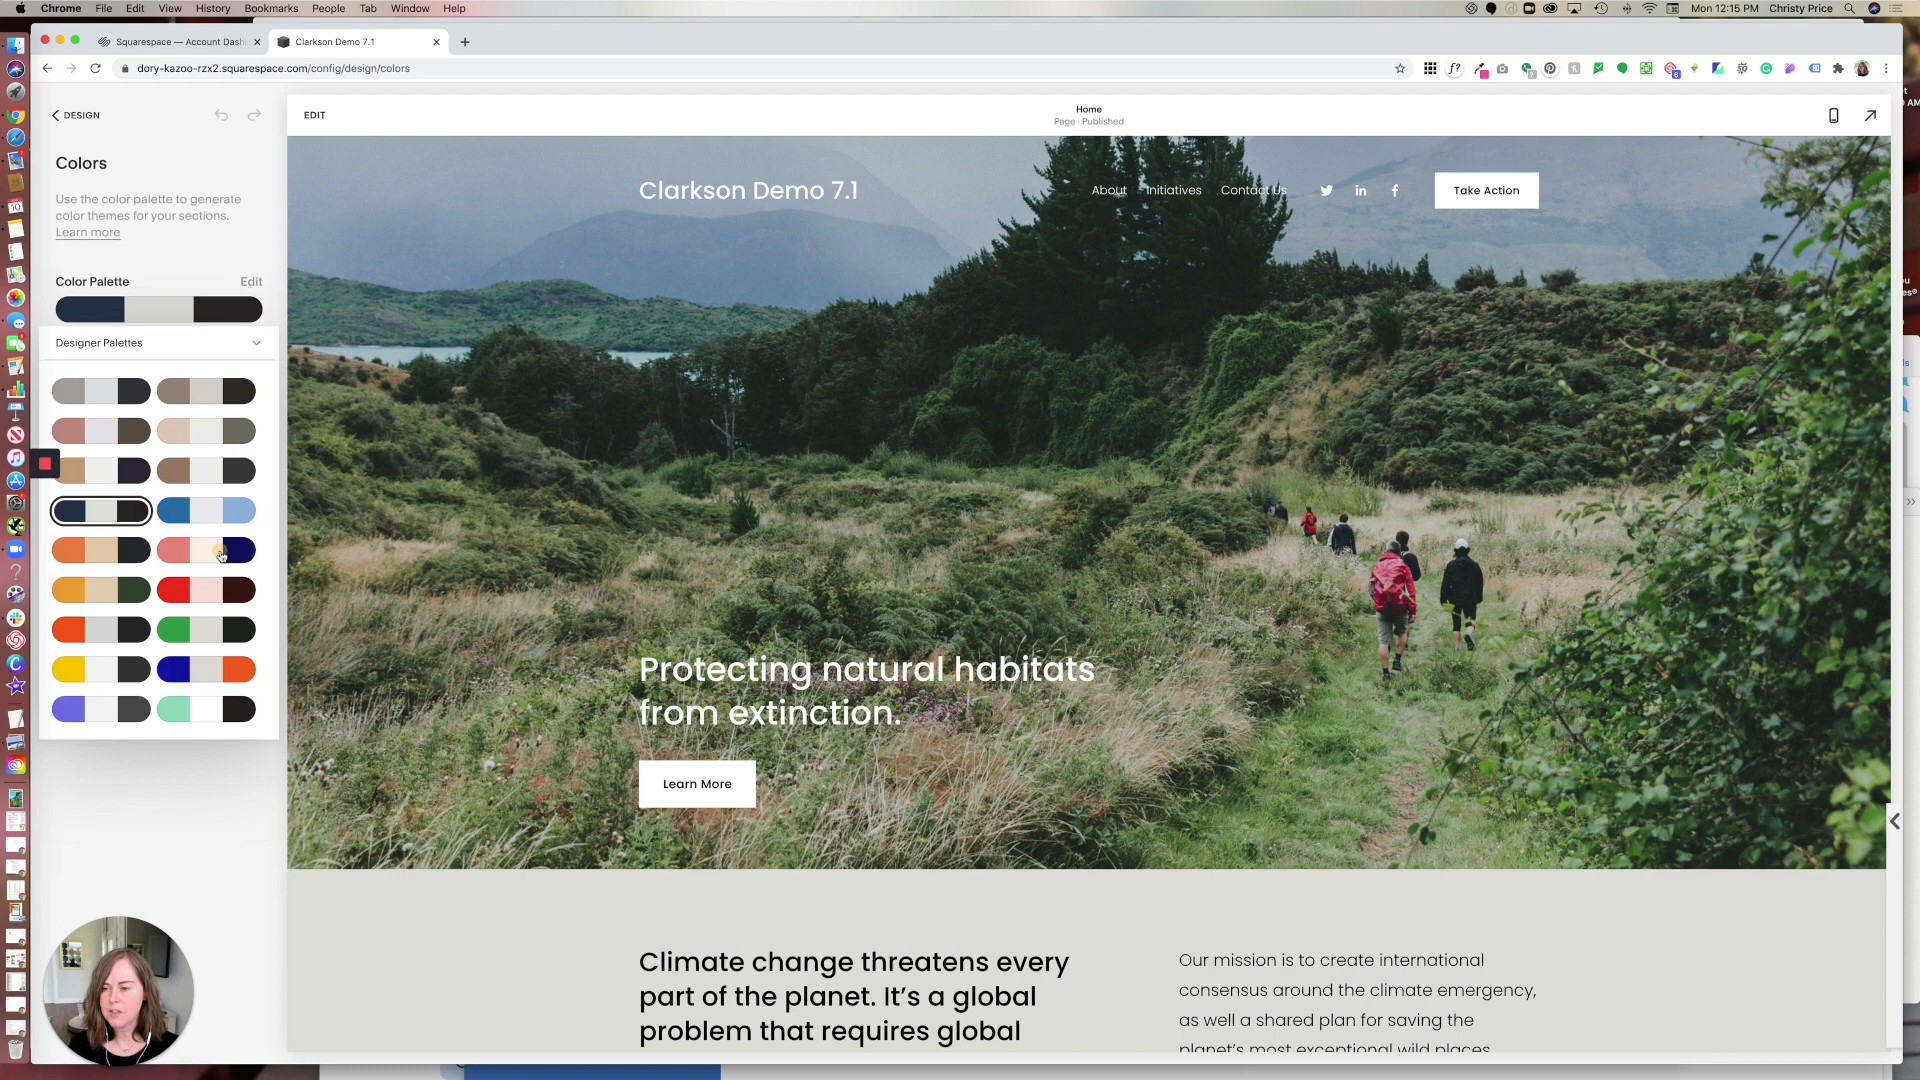 Chrome File Edit View History Bookmarks People Tab Window Help
Mon 12:15 PM Christy Price
Squarespace — Account Dash
Clarkson Demo 7.1
dory-kazoo-rzx2.squarespace.com/config/design/colors
DESIGN
EDIT
Home
Page · Published
Colors
Use the color palette to generate
color themes for your sections.
Learn more
Color Palette Edit
Designer Palettes
Clarkson Demo 7.1
About Initiatives Contact Us
Take Action
Protecting natural habitats
from extinction.
Learn More
Climate change threatens every
part of the planet. It’s a global
problem that requires global
Our mission is to create international
consensus around the climate emergency,
as well a shared plan for saving the
planet’s most exceptional wild places